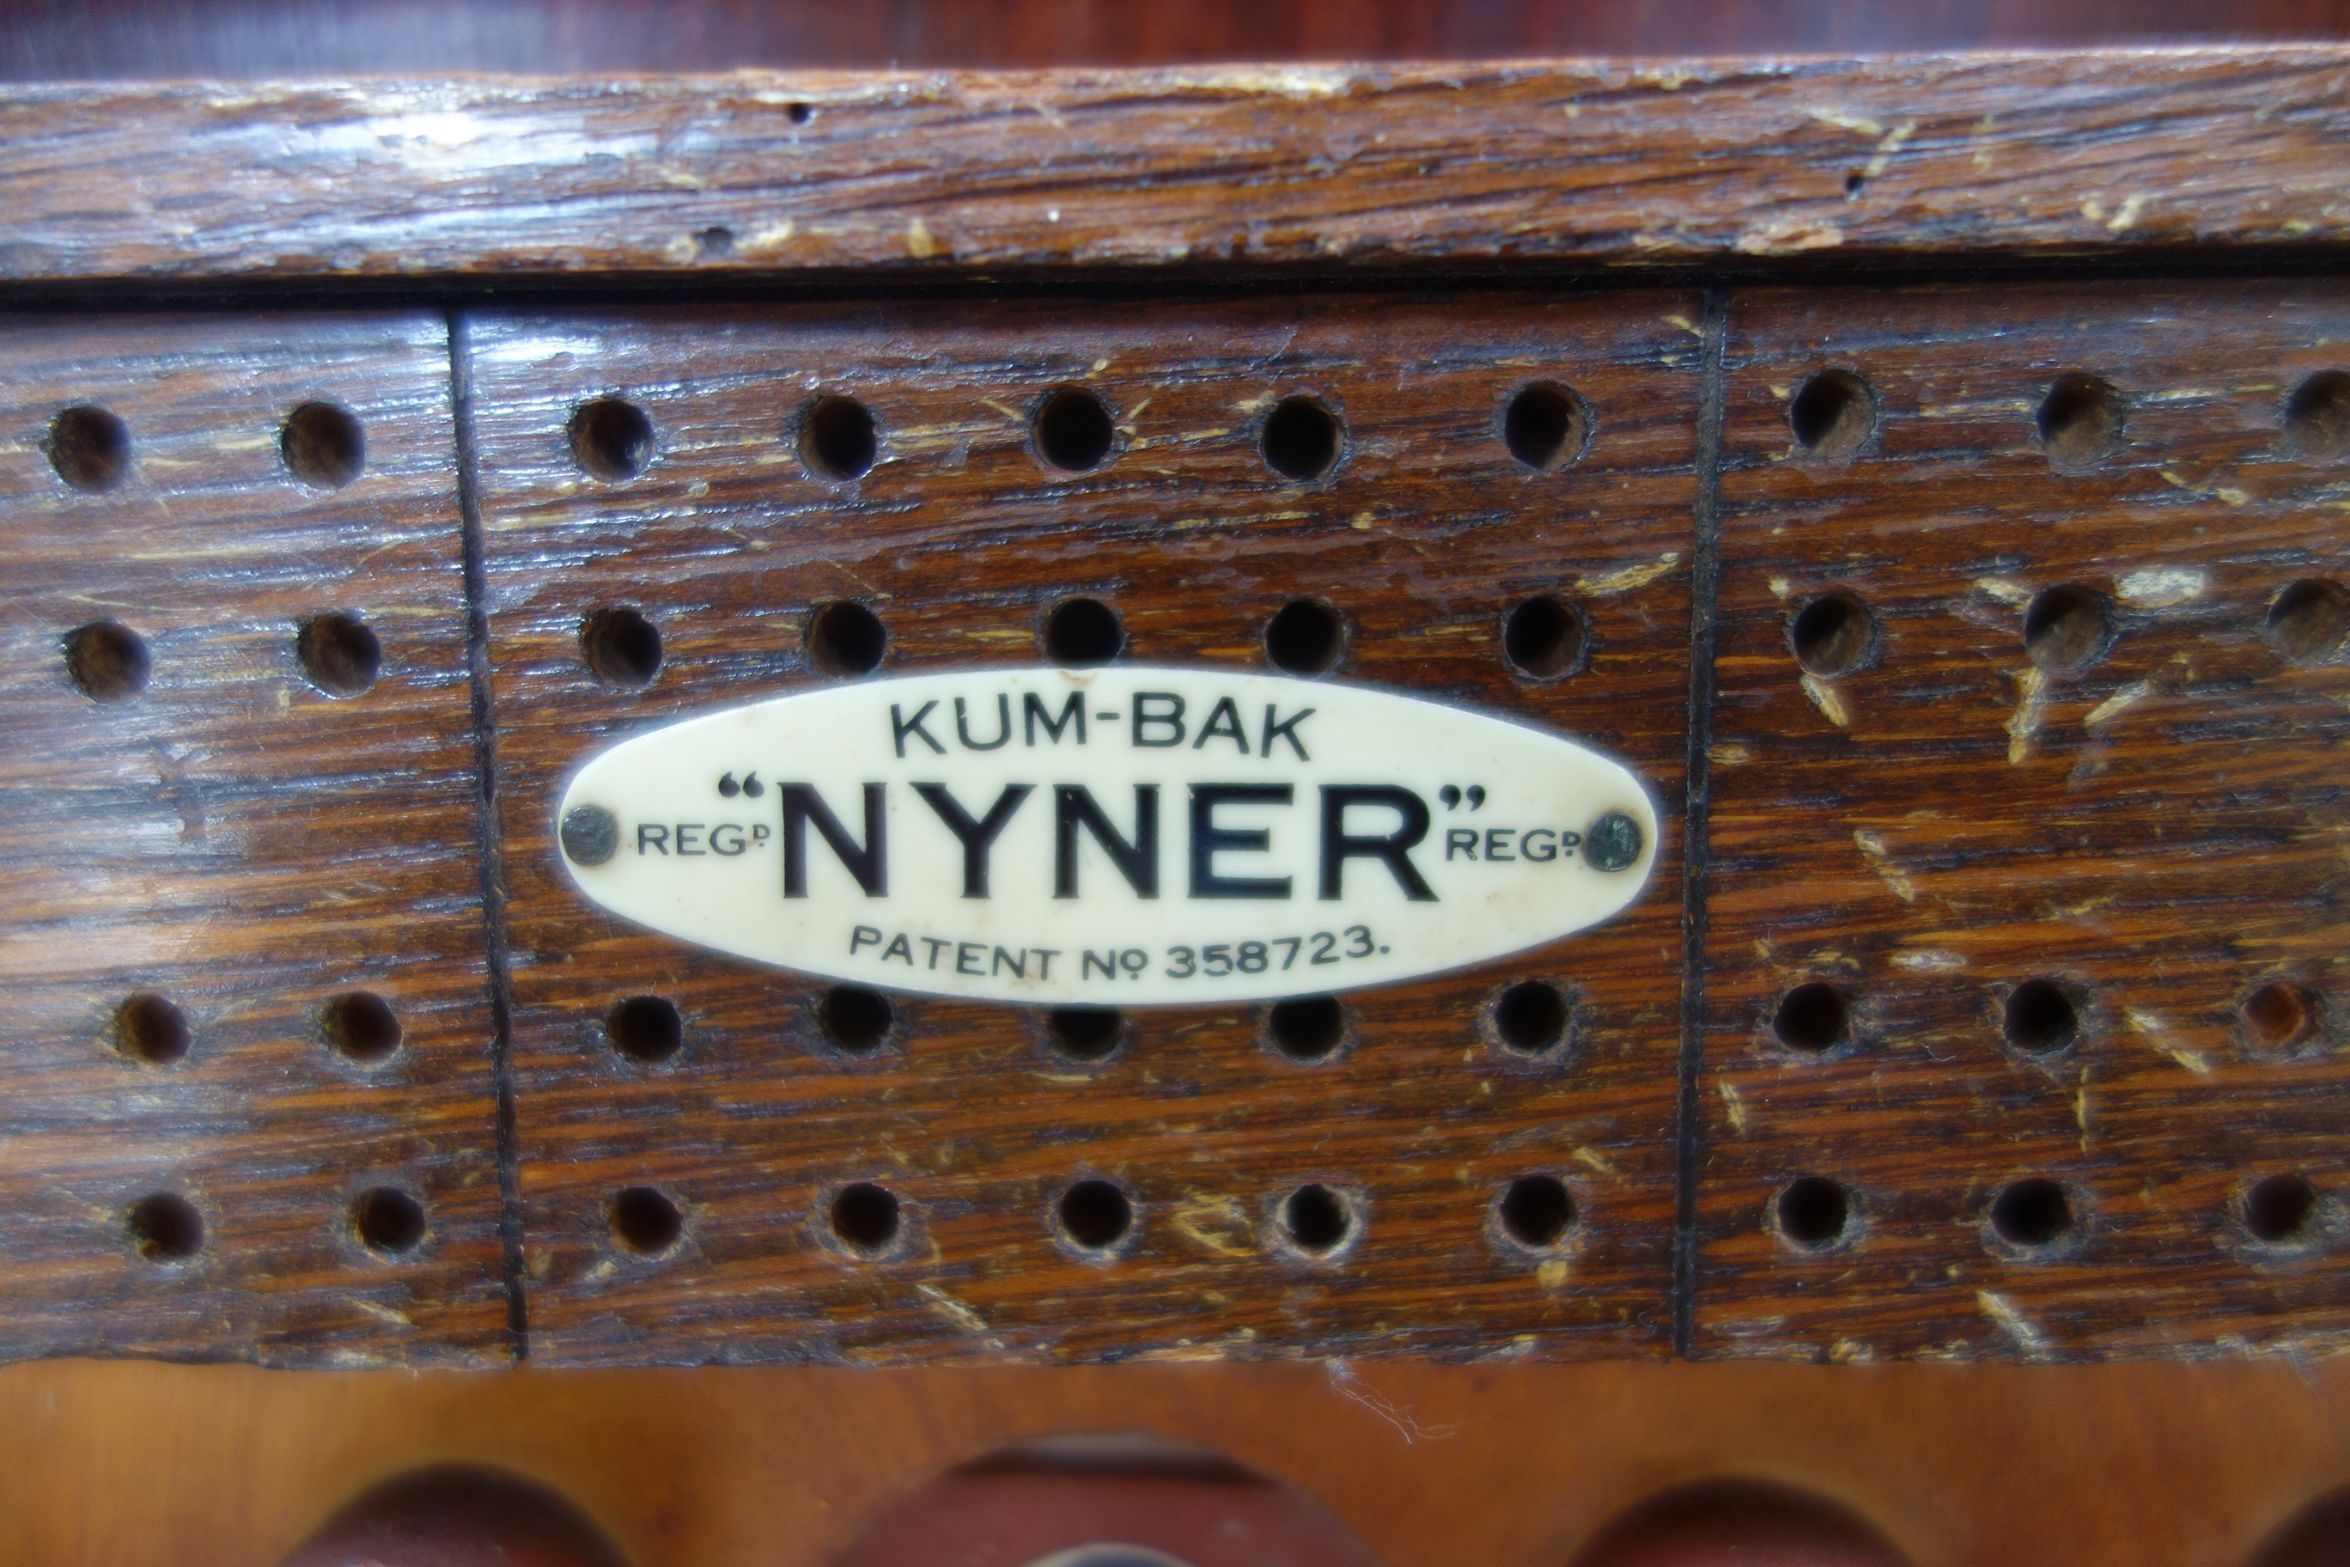 KUM-BAK
REGD. "NYNER" REGD.
PATENT No. 358723.